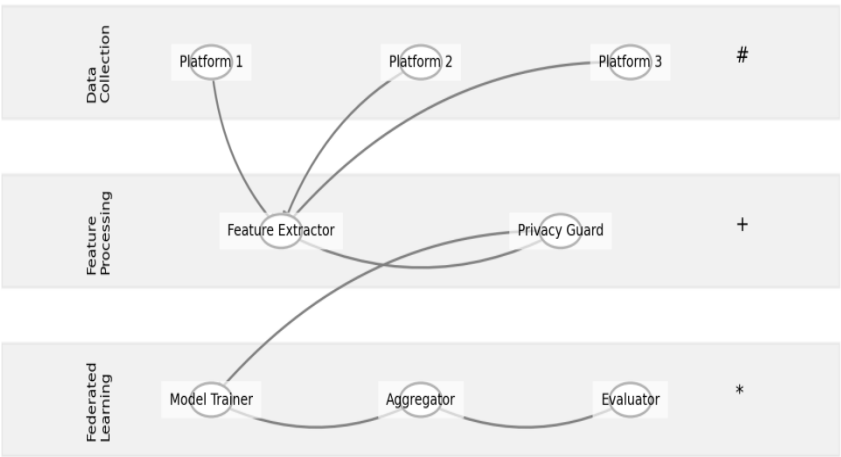 Data
Collection
Platform 1
Platform 2
Platform 3
#
Feature
Processing
Feature Extractor
Privacy Guard
+
Federated
Learning
Model Trainer
Aggregator
Evaluator
*